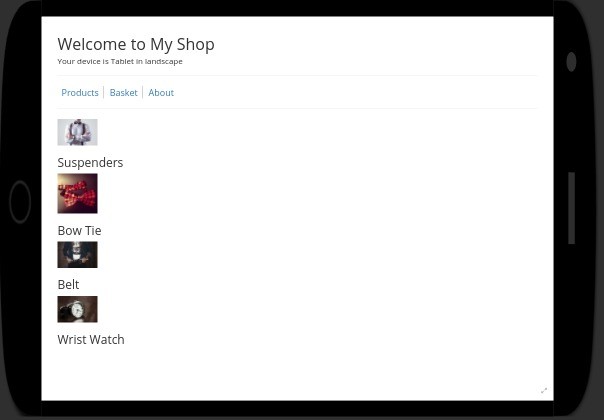 Welcome to My Shop
Your device is Tablet in landscape
Products Basket About
Suspenders
Bow Tie
Belt
Wrist Watch